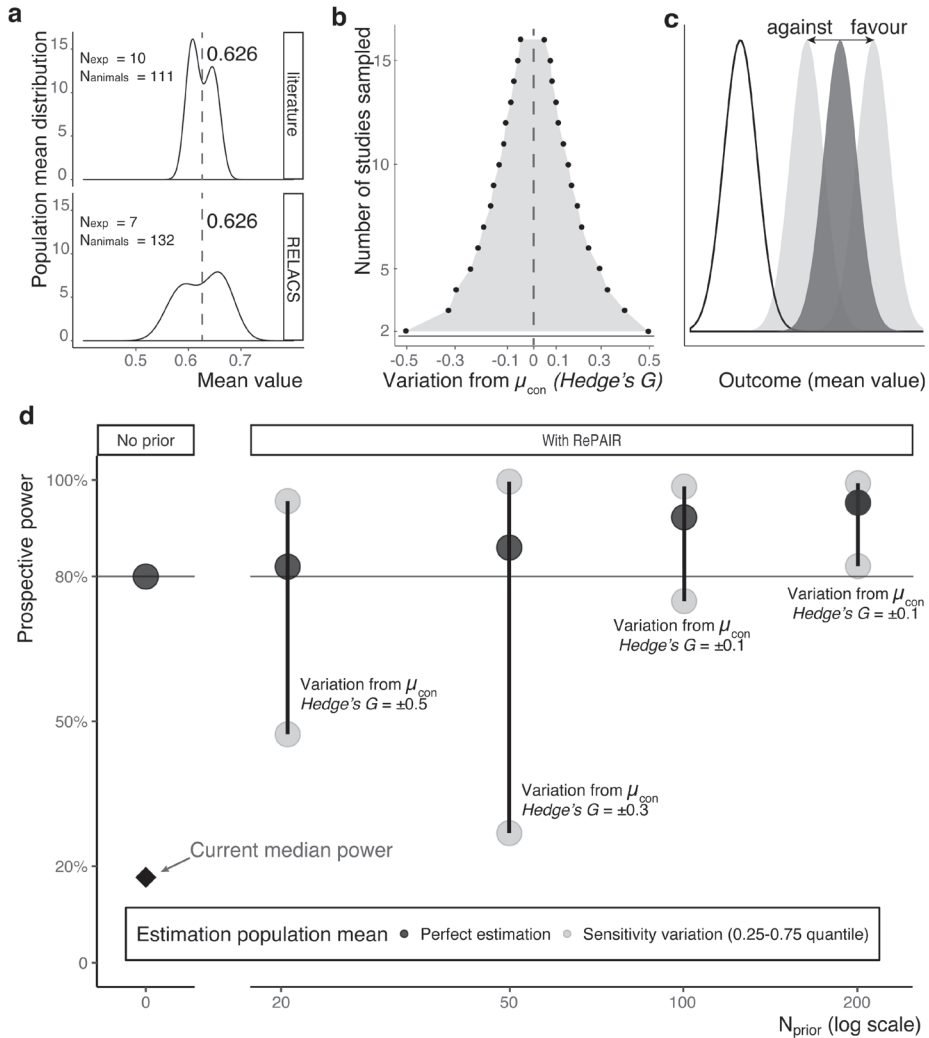 a
Population mean distribution
15
10
5
0
Nexp = 10
Nanimals = 111
0.626
literature
15
10
5
0
Nexp = 7
Nanimals = 132
0.626
RELACS
0.5 0.6 0.7
Mean value
b
Number of studies sampled
15
10
5
2
-0.5 -0.3 -0.1 0 0.1 0.3 0.5
Variation from μcon (Hedge's G)
c
against favour
Outcome (mean value)
d
No prior
With RePAIR
Prospective power
100%
80%
50%
20%
0
Variation from μcon
Hedge's G = ±0.5
Variation from μcon
Hedge's G = ±0.3
Variation from μcon
Hedge's G = ±0.1
Variation from μcon
Hedge's G = ±0.1
Current median power
Estimation population mean Perfect estimation Sensitivity variation (0.25-0.75 quantile)
0 20 50 100 200
Nprior (log scale)